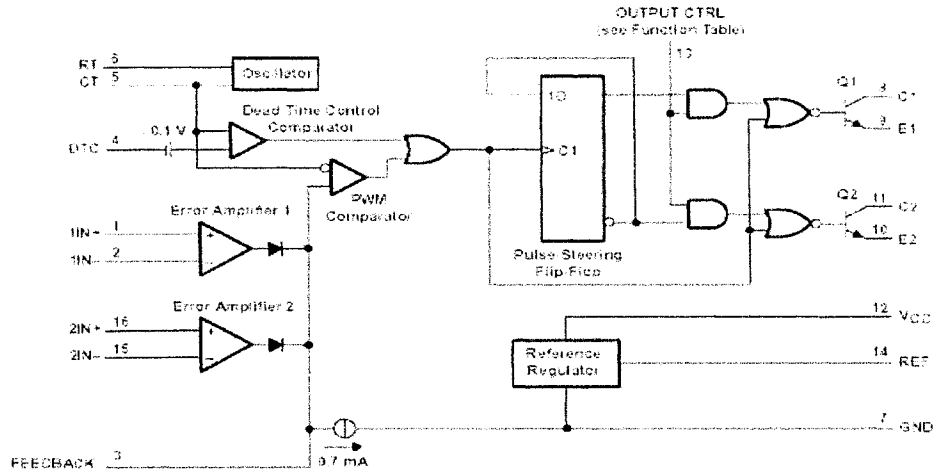 OUTPUT CTRL
(see Function Table)
13
RT 6
CT 5
Oscillator
Dead Time Control
Comparator
0.1 V
DTC 4
PWM
Comparator
1D
C1
Pulse-Steering
Flip-Flop
Q1
8 C1
9 E1
Q2
11 C2
10 E2
Error Amplifier 1
1IN+ 1
+
1IN– 2
–
Error Amplifier 2
2IN+ 16
+
2IN– 15
–
12 VCC
Reference
Regulator
14 REF
7 GND
FEEDBACK 3
0.7 mA